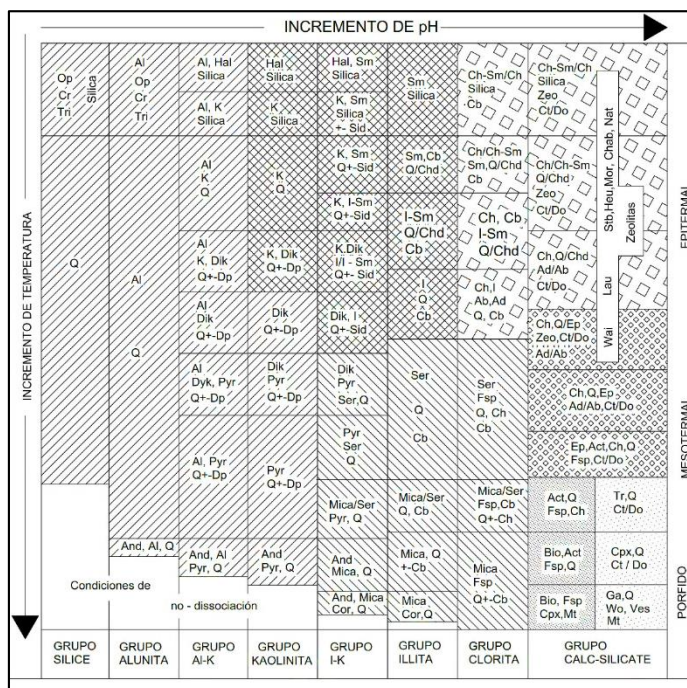 INCREMENTO DE pH
INCREMENTO DE TEMPERATURA
Op
Cr
Tri
Silica
Q
Condiciones de
no - dissociación
Al
Op
Cr
Tri
Al
Q
And, Al, Q
Al, Hal
Silica
Al, K
Silica
Al
K
Q
Al
K, Dik
Q+-Dp
Al
Dik
Q+-Dp
Al
Dyk, Pyr
Q+-Dp
Al, Pyr
Q+-Dp
And, Al
Pyr, Q
Hal
Silica
K
Silica
K
Q
K, Dik
Q+-Dp
Dik
Q+-Dp
Dik
Pyr
Q+-Dp
Pyr
Q+-Dp
And
Pyr, Q
Hal, Sm
Silica
K, Sm
Silica
+- Sid
K, Sm
Q+-Sid
K, I-Sm
Q+-Sid
K,Dik
I/I - Sm
Q+- Sid
Dik, I
Q+-Sid
Dik
Pyr
Ser,Q
Pyr
Ser
Q
Mica/Ser
Pyr, Q
And
Mica, Q
And, Mica
Cor, Q
Sm
Silica
Sm,Cb
Q/Chd
I-Sm
Q/Chd
Cb
I
Q
Cb
Ser
Q
Cb
Mica/Ser
Q, Cb
Mica, Q
+-Cb
Mica
Cor,Q
Ch-Sm/Ch
Silica
Cb
Ch/Ch-Sm
Sm,Q/Chd
Cb
Ch, Cb
I-Sm
Q/Chd
Ch,I
Ab,Ad
Q, Cb
Ser
Fsp
Q, Ch
Cb
Mica/Ser
Fsp,Cb
Q+-Ch
Mica
Fsp
Q+-Cb
Ch-Sm/Ch
Silica
Zeo
Ct/Do
Ch/Ch-Sm
Q/Chd
Zeo
Ct/Do
Ch,Q/Chd
Ad/Ab
Ct/Do
Ch,Q/Ep
Zeo,Ct/Do
Ad/Ab
Ch,Q,Ep
Ad/Ab,Ct/Do
Ep,Act,Ch,Q
Fsp,Ct/Do
Act,Q
Fsp,Ch
Tr,Q
Ct/Do
Bio,Act
Fsp,Q
Cpx,Q
Ct / Do
Bio, Fsp
Cpx,Mt
Ga,Q
Wo, Ves
Mt
Stb,Heu,Mor, Chab, Nat
Lau
Wai
Zeolitas
EPITERMAL
MESOTERMAL
PORFIDO
GRUPO
SILICE
GRUPO
ALUNITA
GRUPO
Al-K
GRUPO
KAOLINITA
GRUPO
I-K
GRUPO
ILLITA
GRUPO
CLORITA
GRUPO
CALC-SILICATE